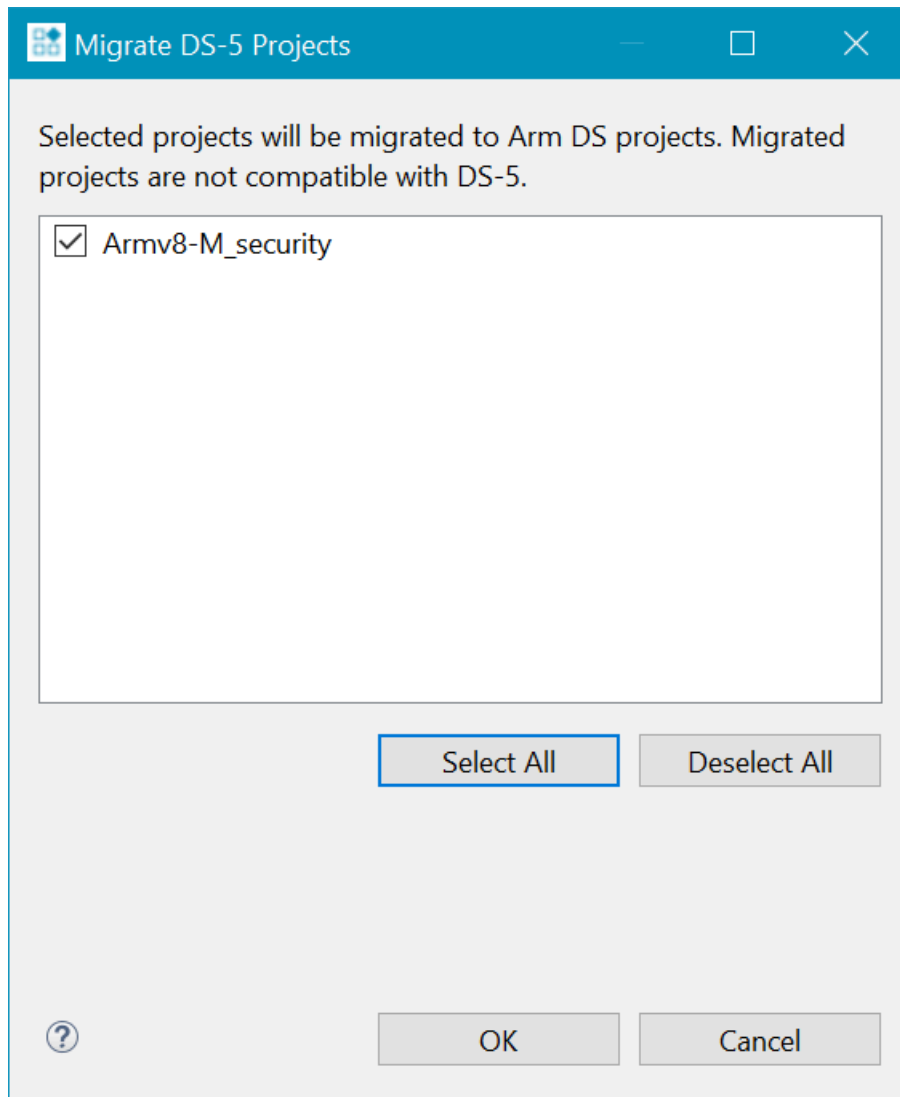 Migrate DS-5 Projects
Selected projects will be migrated to Arm DS projects. Migrated
projects are not compatible with DS-5.
Armv8-M_security
Select All
Deselect All
?
OK
Cancel